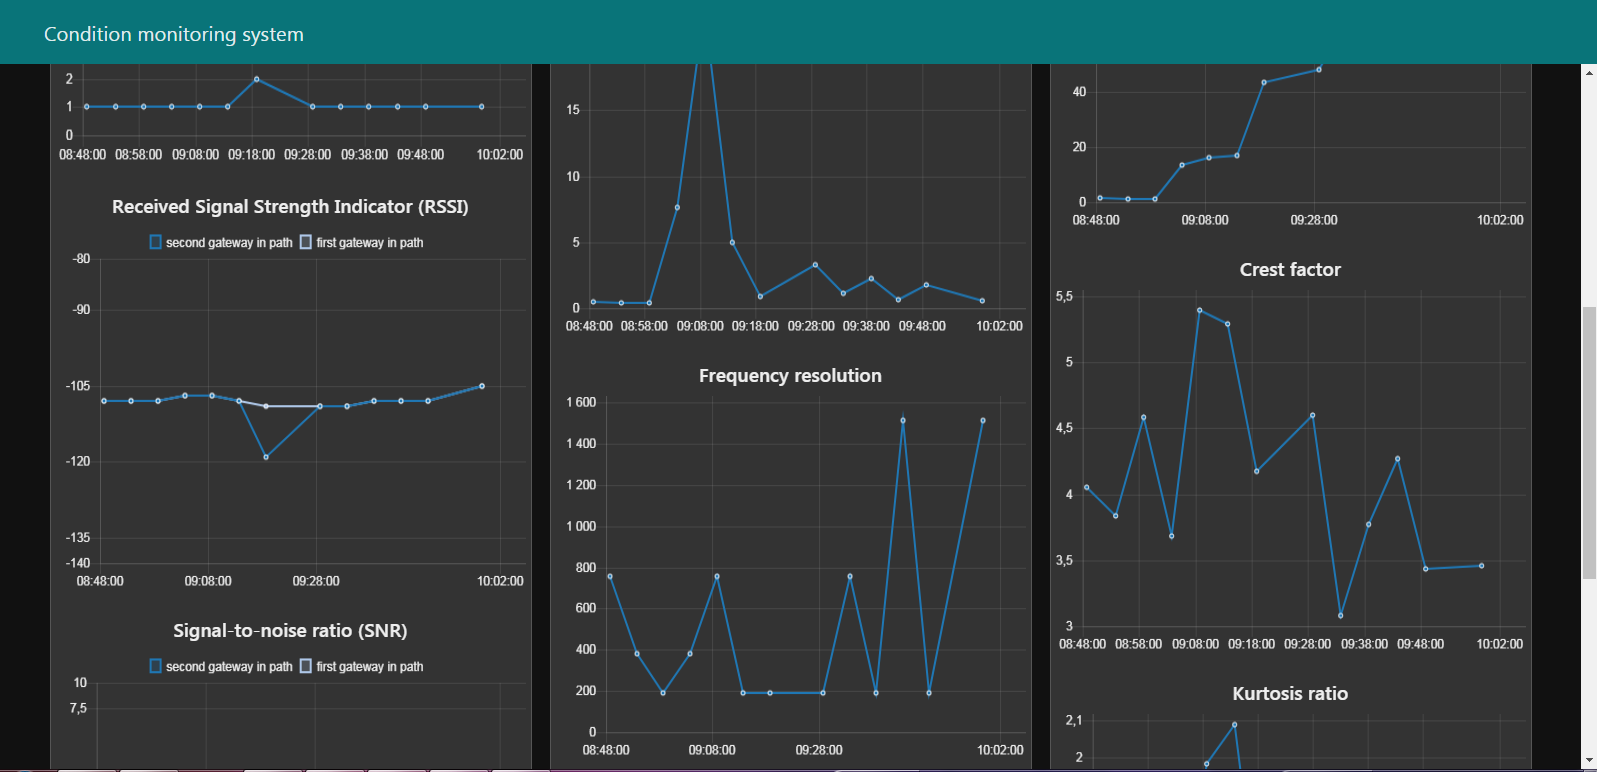 Condition monitoring system
2
1
0
08:48:00 08:58:00 09:08:00 09:18:00 09:28:00 09:38:00 09:48:00 10:02:00
Received Signal Strength Indicator (RSSI)
second gateway in path first gateway in path
-80
-90
-105
-120
-135
-140
08:48:00 09:08:00 09:28:00 10:02:00
Signal-to-noise ratio (SNR)
second gateway in path first gateway in path
10
7,5
15
10
5
0
08:48:00 08:58:00 09:08:00 09:18:00 09:28:00 09:38:00 09:48:00 10:02:00
Frequency resolution
1 600
1 400
1 200
1 000
800
600
400
200
0
08:48:00 09:08:00 09:28:00 10:02:00
40
20
0
08:48:00 09:08:00 09:28:00 10:02:00
Crest factor
5,5
5
4,5
4
3,5
3
08:48:00 08:58:00 09:08:00 09:18:00 09:28:00 09:38:00 09:48:00 10:02:00
Kurtosis ratio
2,1
2